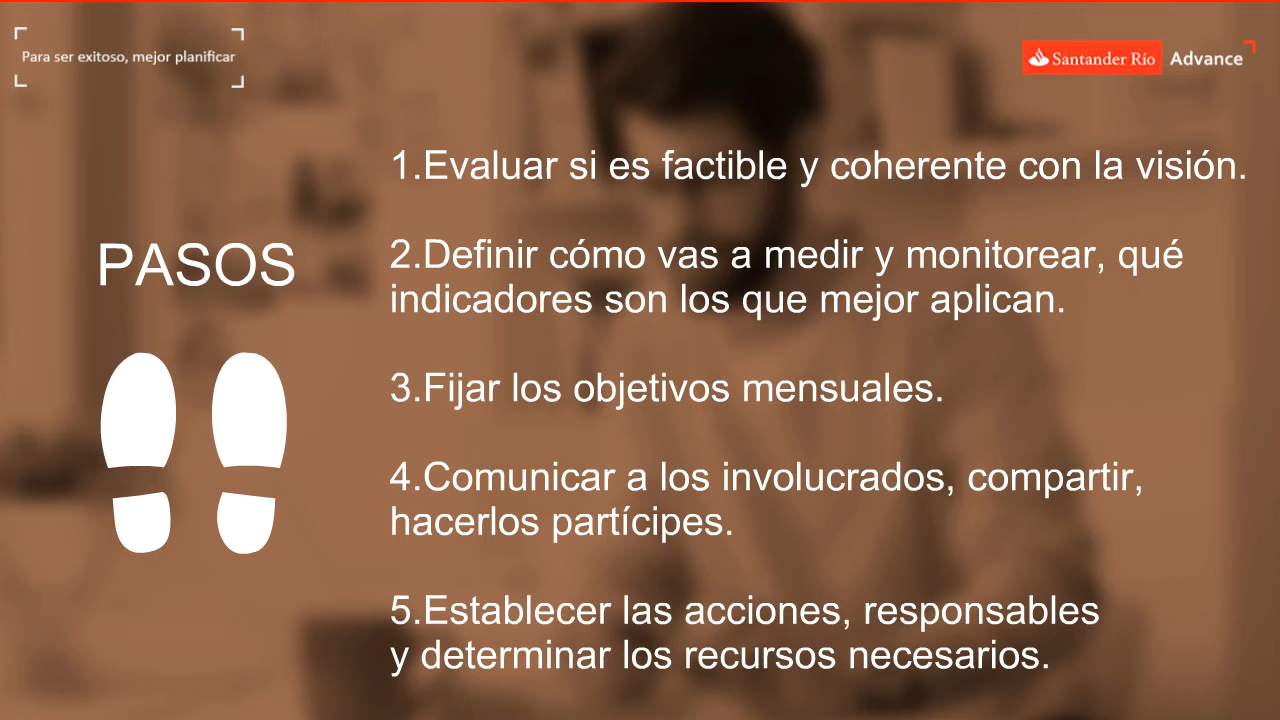 Para ser exitoso, mejor planificar
Santander Río Advance
PASOS
1.Evaluar si es factible y coherente con la visión.
2.Definir cómo vas a medir y monitorear, qué
indicadores son los que mejor aplican.
3.Fijar los objetivos mensuales.
4.Comunicar a los involucrados, compartir,
hacerlos partícipes.
5.Establecer las acciones, responsables
y determinar los recursos necesarios.